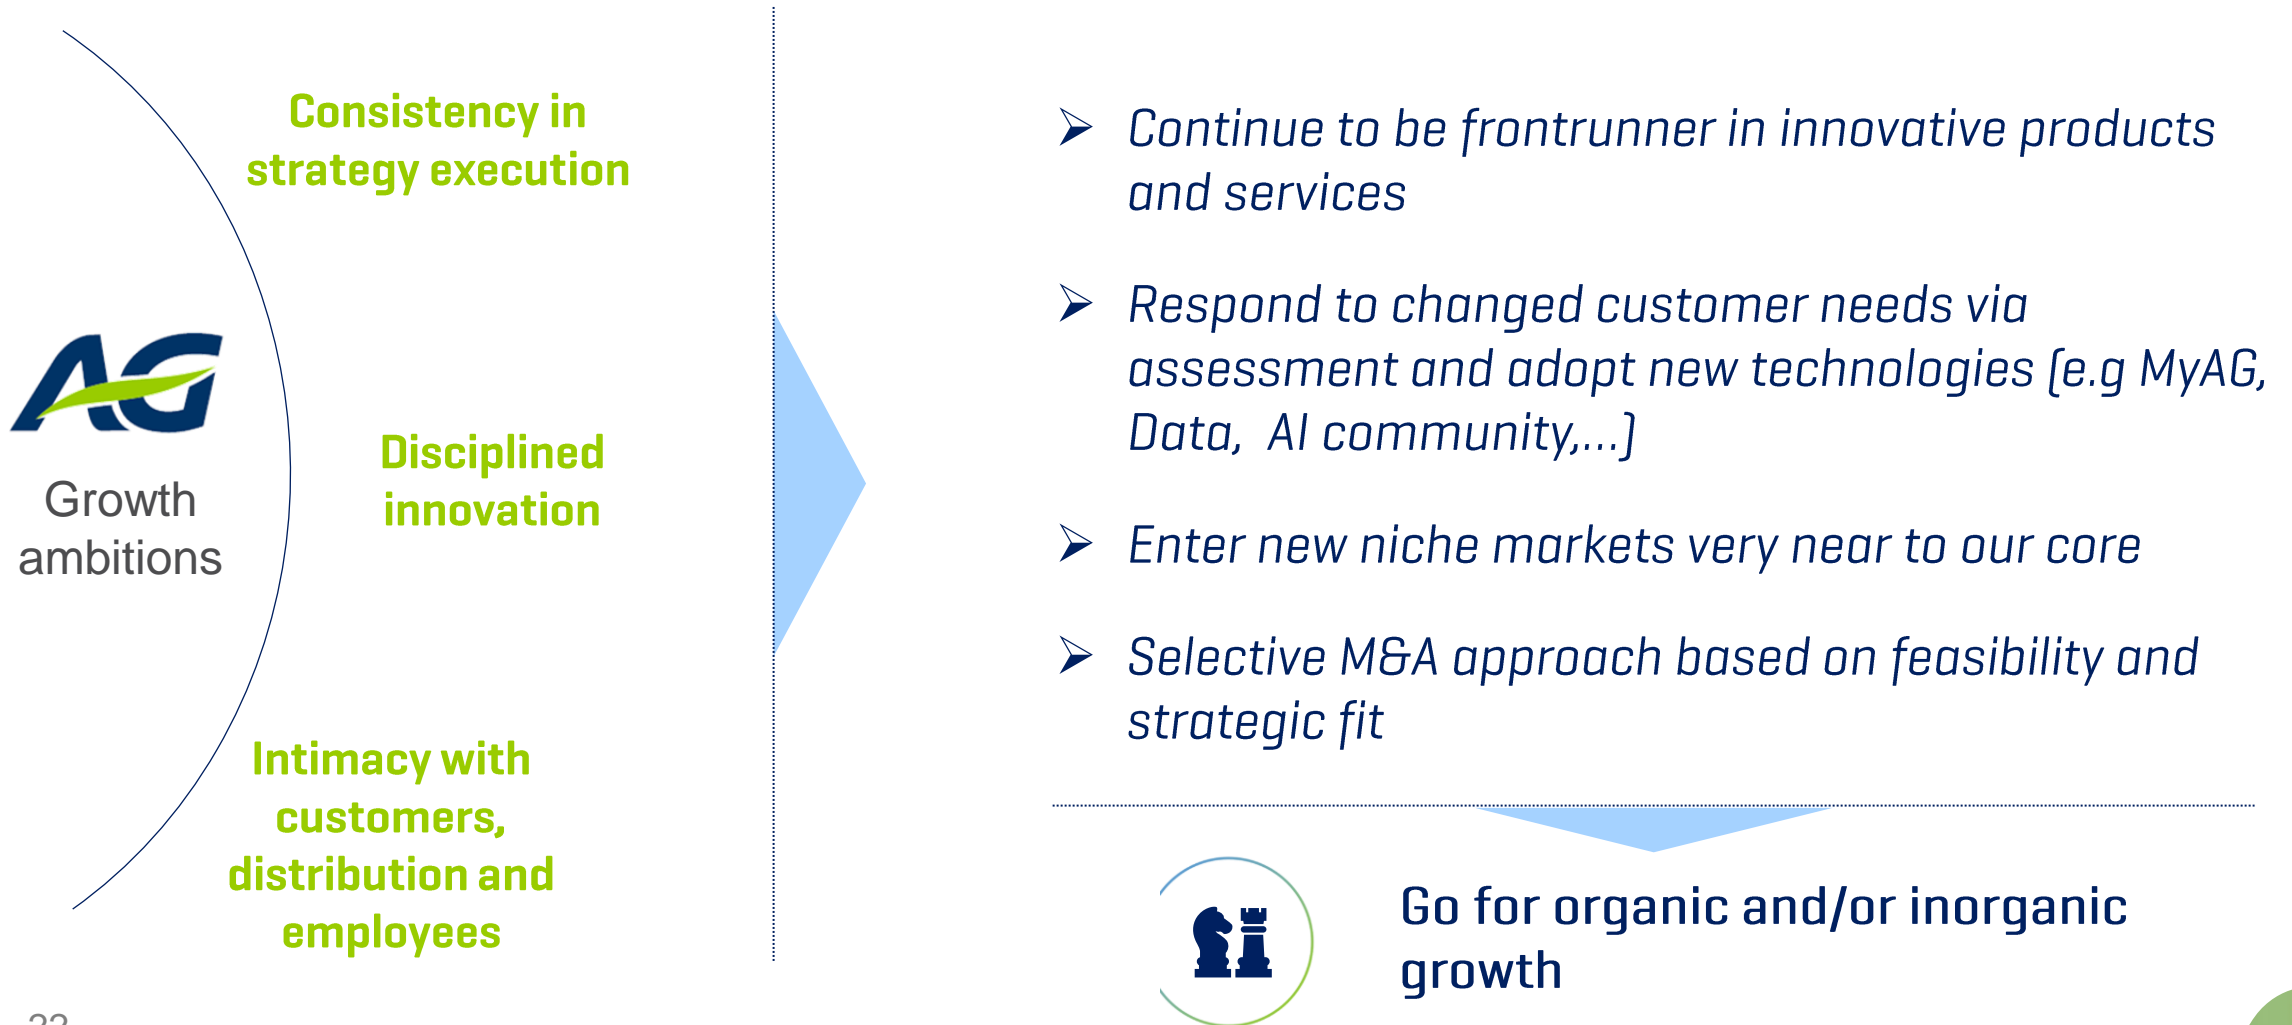 Consistency in
strategy execution
AG
Growth
ambitions
Disciplined
innovation
Intimacy with
customers,
distribution and
employees
➢ Continue to be frontrunner in innovative products
and services
➢ Respond to changed customer needs via
assessment and adopt new technologies (e.g MyAG,
Data, AI community,...)
➢ Enter new niche markets very near to our core
➢ Selective M&A approach based on feasibility and
strategic fit
Go for organic and/or inorganic
growth